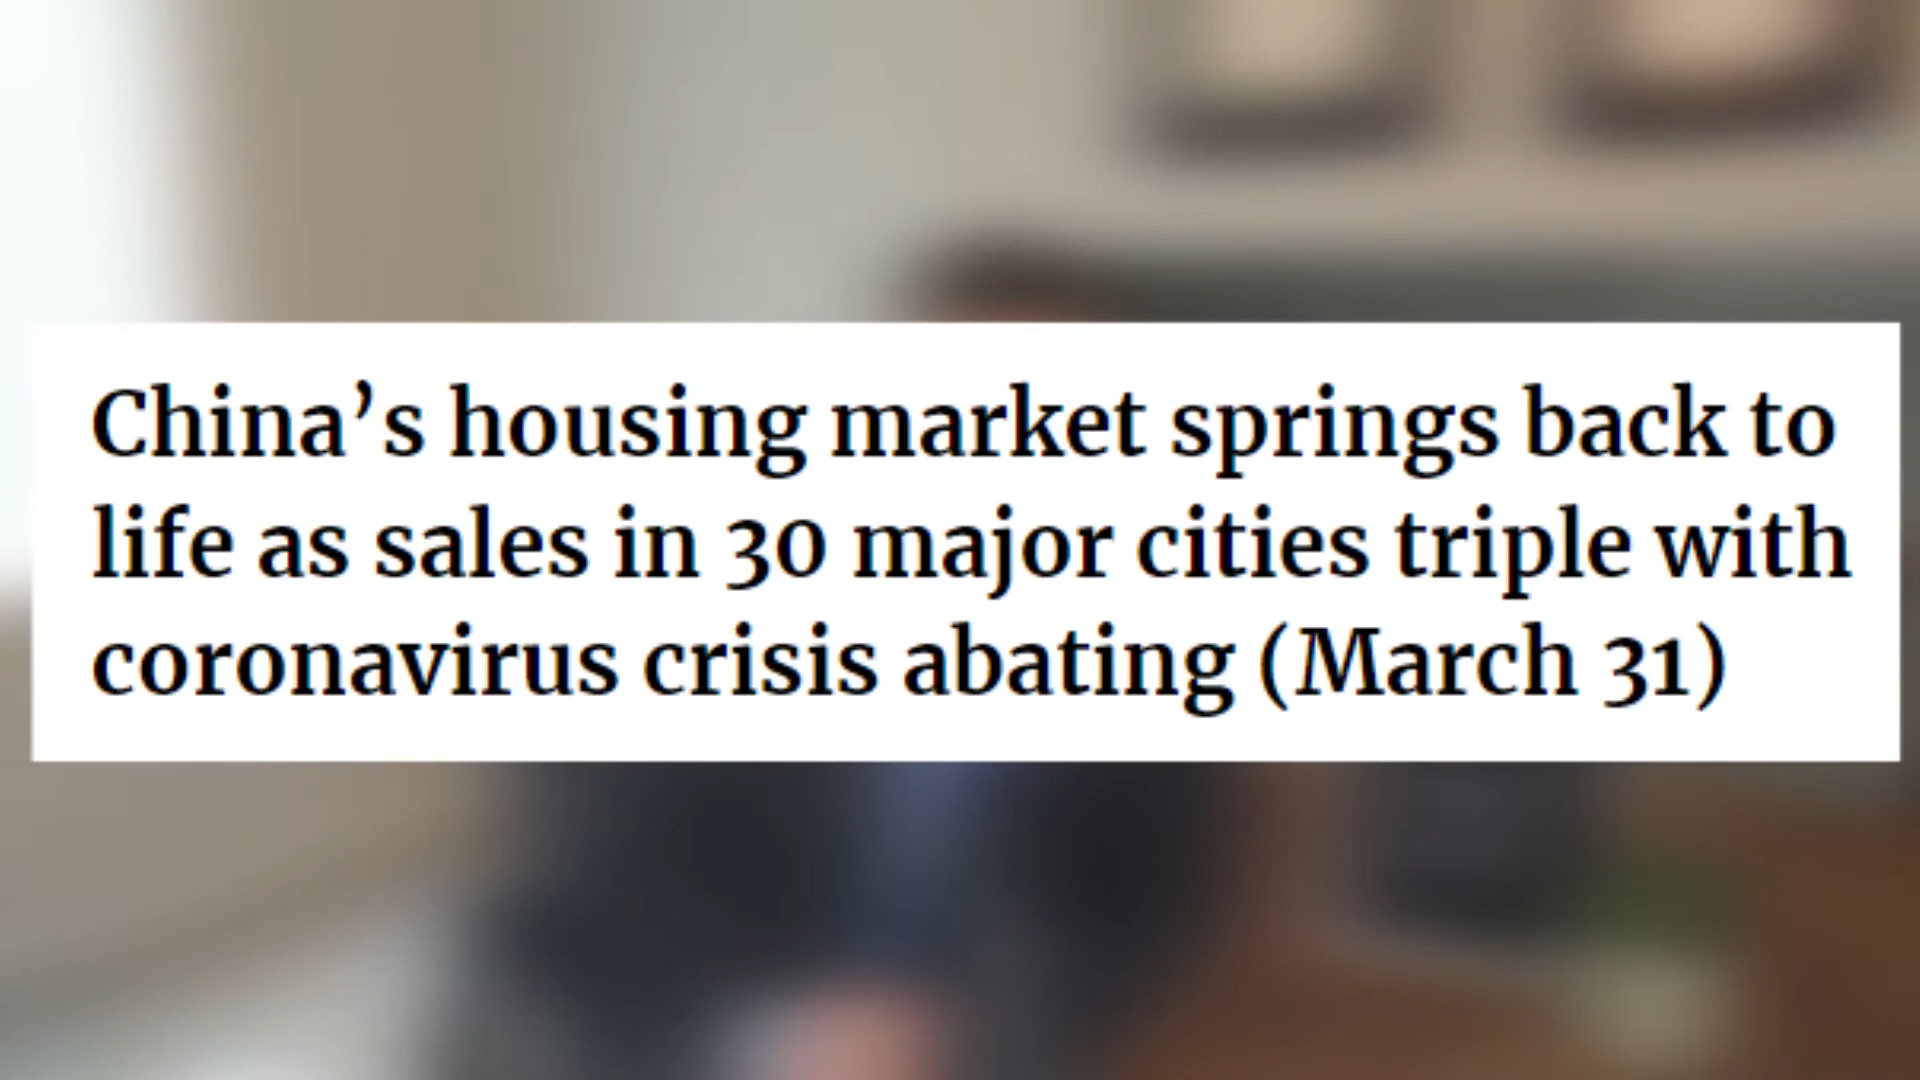 China’s housing market springs back to
life as sales in 30 major cities triple with
coronavirus crisis abating (March 31)